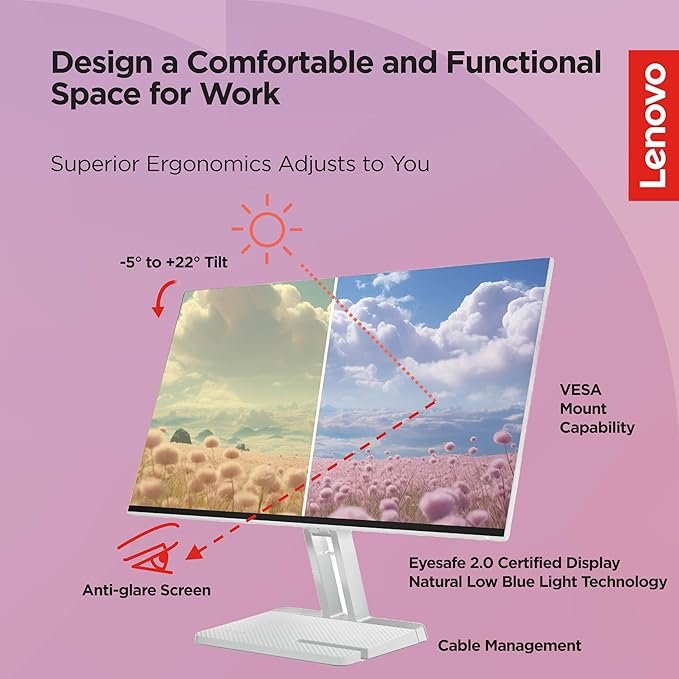 Design a Comfortable and Functional
Space for Work
Lenovo
Superior Ergonomics Adjusts to You
-5° to +22° Tilt
VESA
Mount
Capability
Eyesafe 2.0 Certified Display
Natural Low Blue Light Technology
Anti-glare Screen
Cable Management